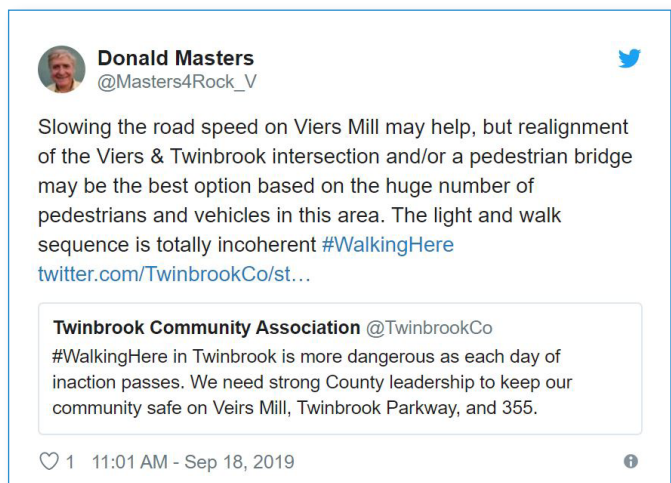 Donald Masters
@Masters4Rock_V
Slowing the road speed on Viers Mill may help, but realignment
of the Viers & Twinbrook intersection and/or a pedestrian bridge
may be the best option based on the huge number of
pedestrians and vehicles in this area. The light and walk
sequence is totally incoherent #WalkingHere
twitter.com/TwinbrookCo/st…
Twinbrook Community Association @TwinbrookCo
#WalkingHere in Twinbrook is more dangerous as each day of
inaction passes. We need strong County leadership to keep our
community safe on Veirs Mill, Twinbrook Parkway, and 355.
1 11:01 AM - Sep 18, 2019